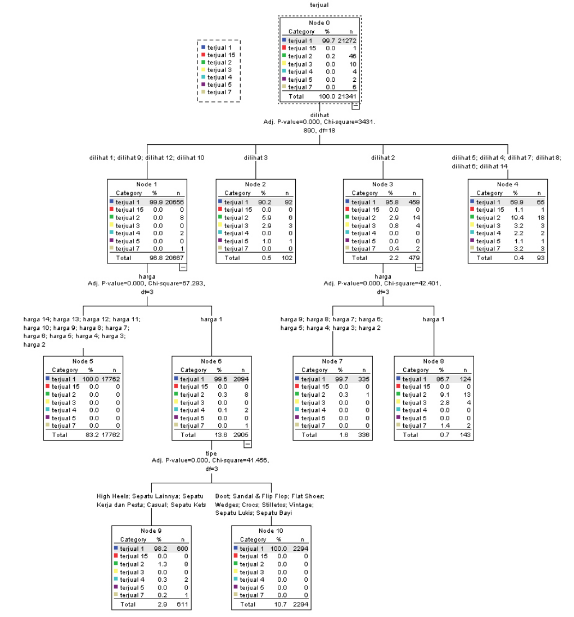 terjual
terjual 1
terjual 15
terjual 2
terjual 3
terjual 4
terjual 5
terjual 7
Node 0
Category % n
terjual 1 99.7 21272
terjual 15 0.0 1
terjual 2 0.2 46
terjual 3 0.0 10
terjual 4 0.0 4
terjual 5 0.0 2
terjual 7 0.0 6
Total 100.0 21341
dilihat
Adj. P-value=0.000, Chi-square=3431.
800, df=18
dilihat 1; dilihat 9; dilihat 12; dilihat 10
dilihat 3
dilihat 2
dilihat 5; dilihat 4; dilihat 7; dilihat 8;
dilihat 6; dilihat 14
Node 1
Category % n
terjual 1 99.9 20656
terjual 15 0.0 0
terjual 2 0.0 8
terjual 3 0.0 0
terjual 4 0.0 2
terjual 5 0.0 0
terjual 7 0.0 1
Total 96.8 20667
Node 2
Category % n
terjual 1 90.2 92
terjual 15 0.0 0
terjual 2 5.9 6
terjual 3 2.9 3
terjual 4 0.0 0
terjual 5 1.0 1
terjual 7 0.0 0
Total 0.5 102
Node 3
Category % n
terjual 1 95.8 459
terjual 15 0.0 0
terjual 2 2.9 14
terjual 3 0.8 4
terjual 4 0.0 0
terjual 5 0.0 0
terjual 7 0.4 2
Total 2.2 479
Node 4
Category % n
terjual 1 69.9 65
terjual 15 1.1 1
terjual 2 19.4 18
terjual 3 3.2 3
terjual 4 2.2 2
terjual 5 1.1 1
terjual 7 3.2 3
Total 0.4 93
harga
Adj. P-value=0.000, Chi-square=57.293,
df=3
harga
Adj. P-value=0.000, Chi-square=42.401,
df=3
harga 14; harga 13; harga 12; harga 11;
harga 10; harga 9; harga 8; harga 7;
harga 6; harga 5; harga 4; harga 3;
harga 2
harga 1
harga 9; harga 8; harga 7; harga 6;
harga 5; harga 4; harga 3; harga 2
harga 1
Node 5
Category % n
terjual 1 100.0 17762
terjual 15 0.0 0
terjual 2 0.0 0
terjual 3 0.0 0
terjual 4 0.0 0
terjual 5 0.0 0
terjual 7 0.0 0
Total 83.2 17762
Node 6
Category % n
terjual 1 99.6 2894
terjual 15 0.0 0
terjual 2 0.3 8
terjual 3 0.0 0
terjual 4 0.1 2
terjual 5 0.0 0
terjual 7 0.0 1
Total 13.6 2905
Node 7
Category % n
terjual 1 99.7 335
terjual 15 0.0 0
terjual 2 0.3 1
terjual 3 0.0 0
terjual 4 0.0 0
terjual 5 0.0 0
terjual 7 0.0 0
Total 1.6 336
Node 8
Category % n
terjual 1 86.7 124
terjual 15 0.0 0
terjual 2 9.1 13
terjual 3 2.8 4
terjual 4 0.0 0
terjual 5 0.0 0
terjual 7 1.4 2
Total 0.7 143
tipe
Adj. P-value=0.000, Chi-square=41.456,
df=3
High Heels; Sepatu Lainnya; Sepatu
Kerja dan Pesta; Casual; Sepatu Kets
Boot; Sandal & Flip Flop; Flat Shoes;
Wedges; Crocs; Stilletos; Vintage;
Sepatu Lukis; Sepatu Bayi
Node 9
Category % n
terjual 1 98.2 600
terjual 15 0.0 0
terjual 2 1.3 8
terjual 3 0.0 0
terjual 4 0.3 2
terjual 5 0.0 0
terjual 7 0.2 1
Total 2.9 611
Node 10
Category % n
terjual 1 100.0 2294
terjual 15 0.0 0
terjual 2 0.0 0
terjual 3 0.0 0
terjual 4 0.0 0
terjual 5 0.0 0
terjual 7 0.0 0
Total 10.7 2294